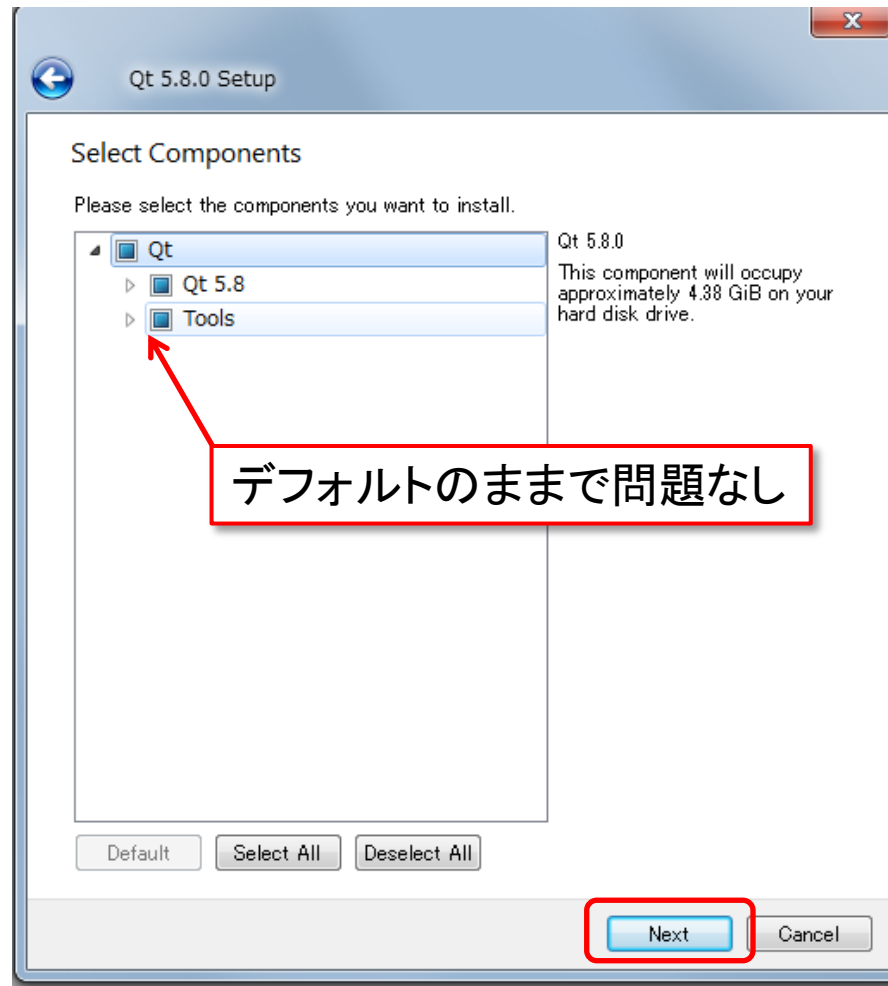 Qt 5.8.0 Setup
Select Components
Please select the components you want to install.
Qt
Qt 5.8
Tools
Qt 5.8.0
This component will occupy
approximately 4.38 GiB on your
hard disk drive.
デフォルトのままで問題なし
Default
Select All
Deselect All
Next
Cancel